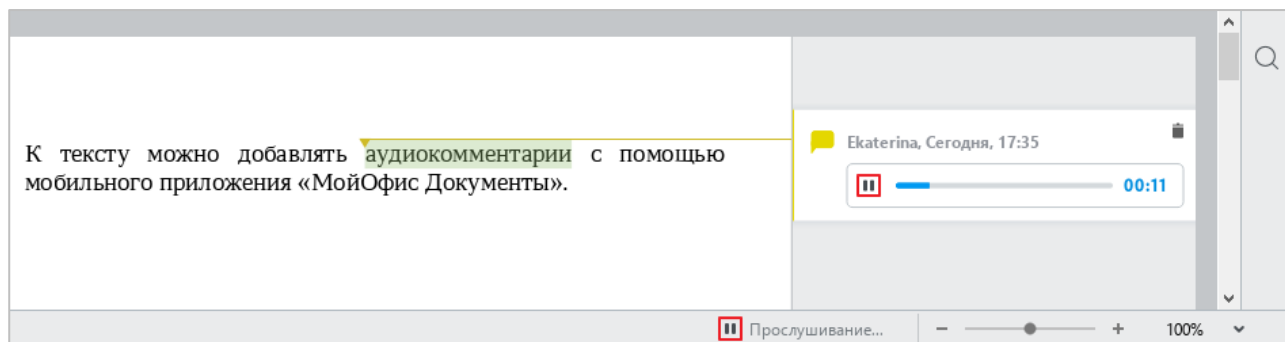 К тексту можно добавлять аудиокомментарии с помощью
мобильного приложения «МойОфис Документы».
Ekaterina, Сегодня, 17:35
00:11
Прослушивание...
100%